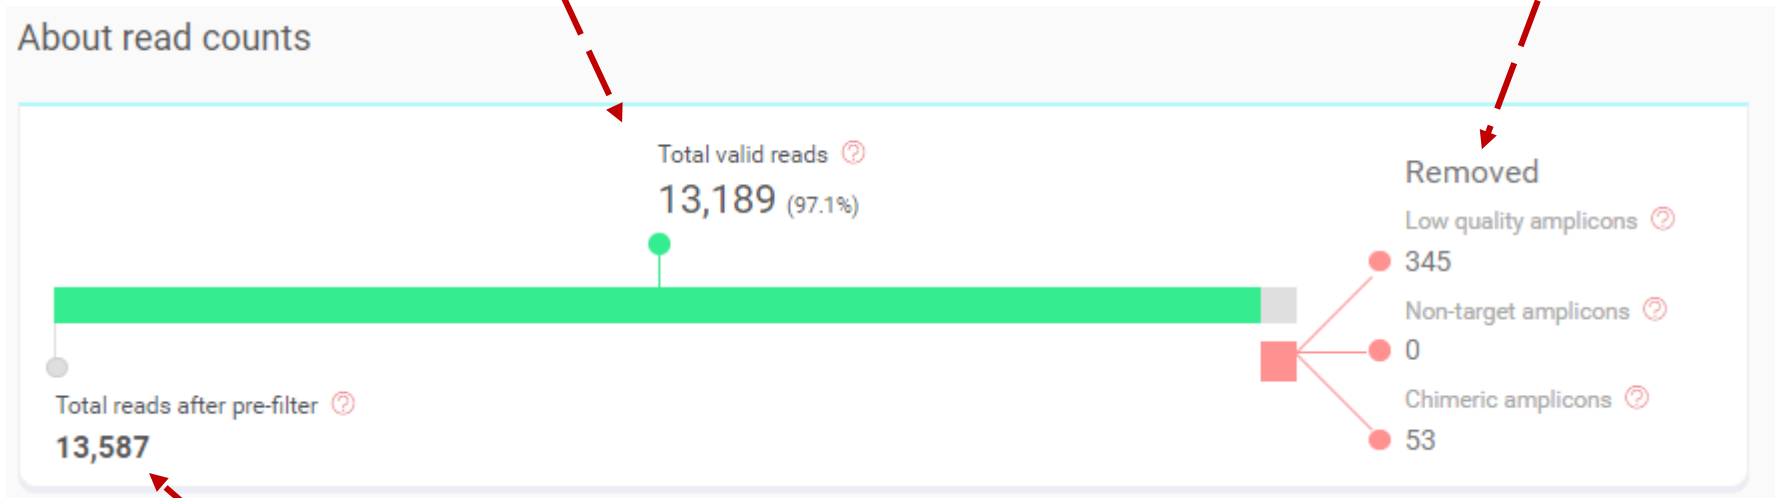 About read counts
Total valid reads
13,189 (97.1%)
Total reads after pre-filter
13,587
Removed
Low quality amplicons
345
Non-target amplicons
0
Chimeric amplicons
53